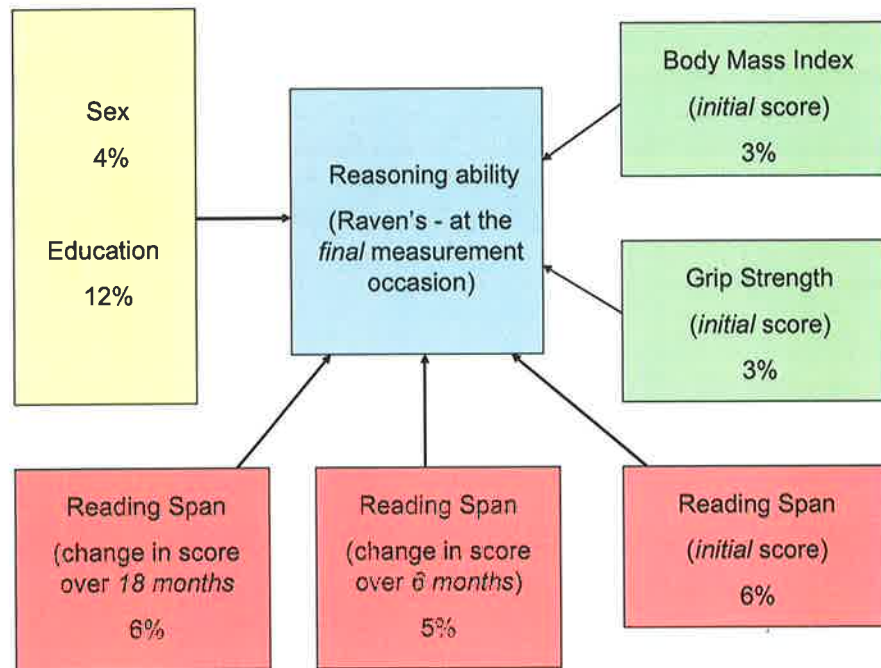 Sex
4%
Education
12%
Reasoning ability
(Raven's - at the
final measurement
occasion)
Body Mass Index
(initial score)
3%
Grip Strength
(initial score)
3%
Reading Span
(change in score
over 18 months
6%
Reading Span
(change in score
over 6 months)
5%
Reading Span
(initial score)
6%